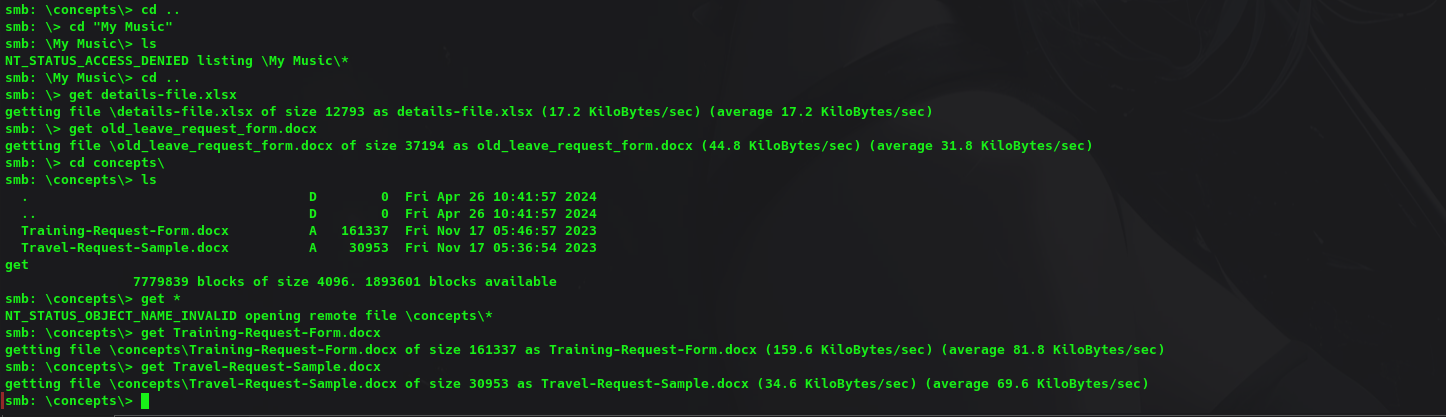 smb: \concepts\> cd ..
smb: \> cd "My Music"
smb: \My Music\> ls
NT_STATUS_ACCESS_DENIED listing \My Music\*
smb: \My Music\> cd ..
smb: \> get details-file.xlsx
getting file \details-file.xlsx of size 12793 as details-file.xlsx (17.2 KiloBytes/sec) (average 17.2 KiloBytes/sec)
smb: \> get old_leave_request_form.docx
getting file \old_leave_request_form.docx of size 37194 as old_leave_request_form.docx (44.8 KiloBytes/sec) (average 31.8 KiloBytes/sec)
smb: \> cd concepts\
smb: \concepts\> ls
  .                                   D        0  Fri Apr 26 10:41:57 2024
  ..                                  D        0  Fri Apr 26 10:41:57 2024
  Training-Request-Form.docx          A   161337  Fri Nov 17 05:46:57 2023
  Travel-Request-Sample.docx          A    30953  Fri Nov 17 05:36:54 2023
get
                7779839 blocks of size 4096. 1893601 blocks available
smb: \concepts\> get *
NT_STATUS_OBJECT_NAME_INVALID opening remote file \concepts\*
smb: \concepts\> get Training-Request-Form.docx
getting file \concepts\Training-Request-Form.docx of size 161337 as Training-Request-Form.docx (159.6 KiloBytes/sec) (average 81.8 KiloBytes/sec)
smb: \concepts\> get Travel-Request-Sample.docx
getting file \concepts\Travel-Request-Sample.docx of size 30953 as Travel-Request-Sample.docx (34.6 KiloBytes/sec) (average 69.6 KiloBytes/sec)
smb: \concepts\>